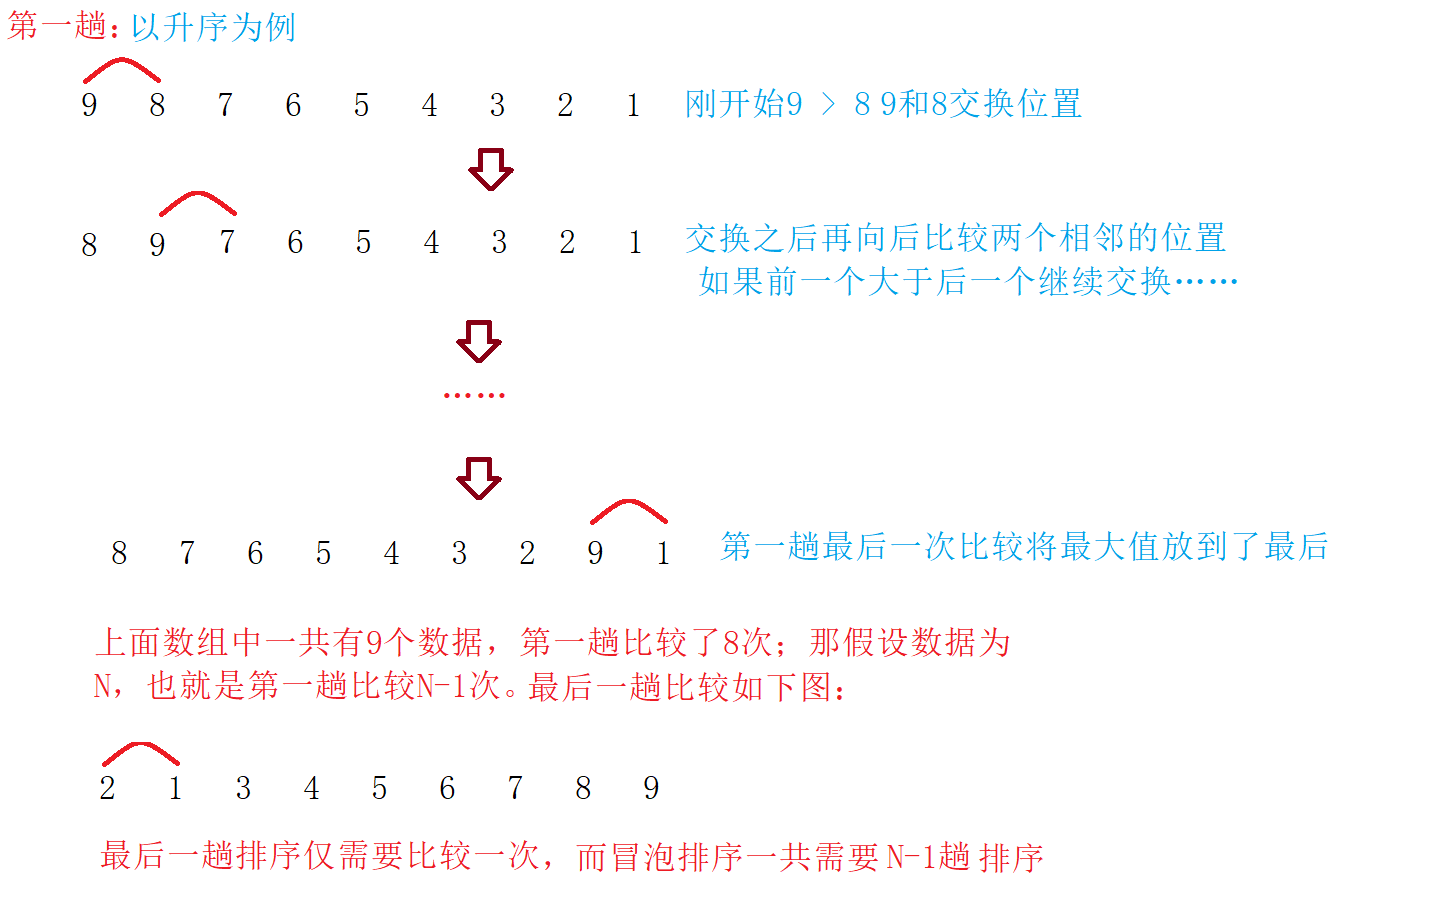 第一趟：以升序为例
9 8 7 6 5 4 3 2 1 刚开始9 > 8 9和8交换位置
8 9 7 6 5 4 3 2 1 交换之后再向后比较两个相邻的位置
如果前一个大于后一个继续交换……
……
8 7 6 5 4 3 2 9 1 第一趟最后一次比较将最大值放到了最后
上面数组中一共有9个数据，第一趟比较了8次；那假设数据为
N，也就是第一趟比较N-1次。最后一趟比较如下图：
2 1 3 4 5 6 7 8 9
最后一趟排序仅需要比较一次，而冒泡排序一共需要 N-1趟 排序